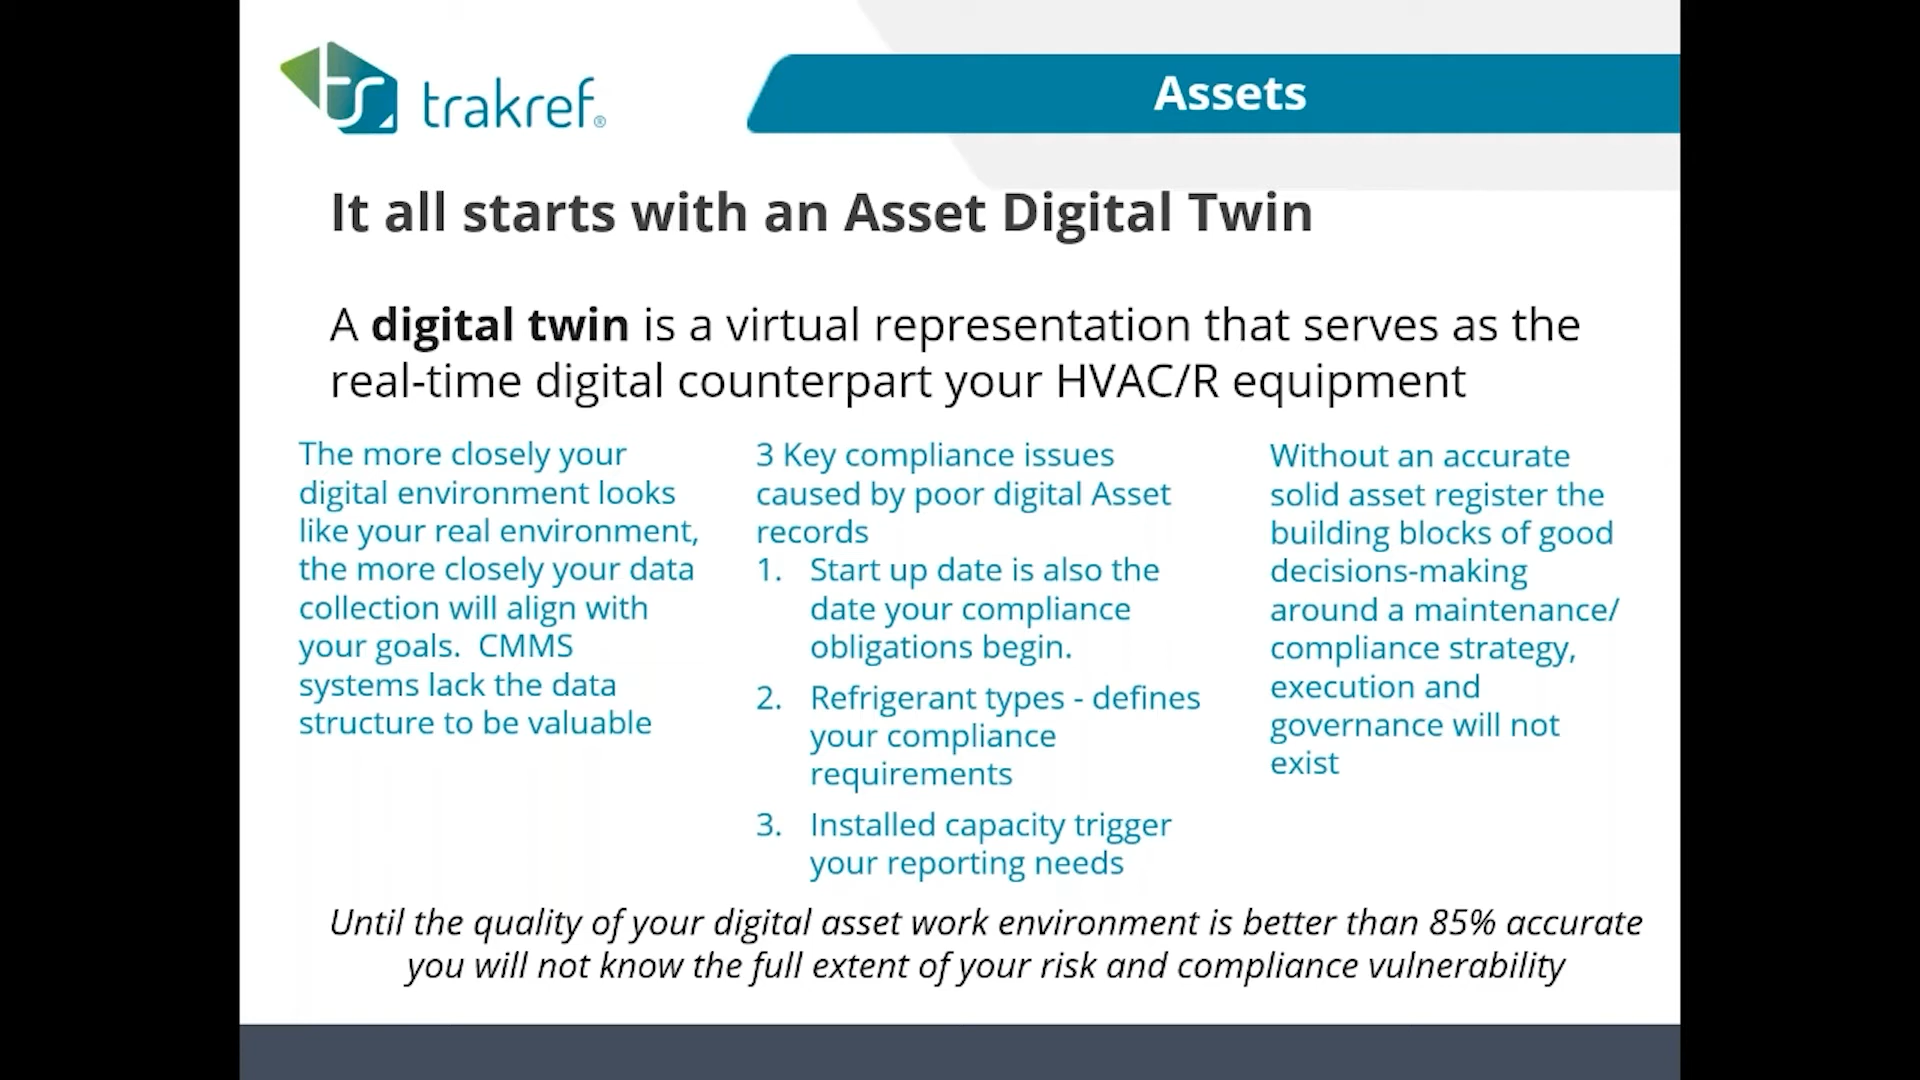 trakref®
Assets
It all starts with an Asset Digital Twin
A digital twin is a virtual representation that serves as the
real-time digital counterpart your HVAC/R equipment
The more closely your
digital environment looks
like your real environment,
the more closely your data
collection will align with
your goals.  CMMS
systems lack the data
structure to be valuable
3 Key compliance issues
caused by poor digital Asset
records
1. Start up date is also the
date your compliance
obligations begin.
2. Refrigerant types - defines
your compliance
requirements
3. Installed capacity trigger
your reporting needs
Without an accurate
solid asset register the
building blocks of good
decisions-making
around a maintenance/
compliance strategy,
execution and
governance will not
exist
Until the quality of your digital asset work environment is better than 85% accurate
you will not know the full extent of your risk and compliance vulnerability